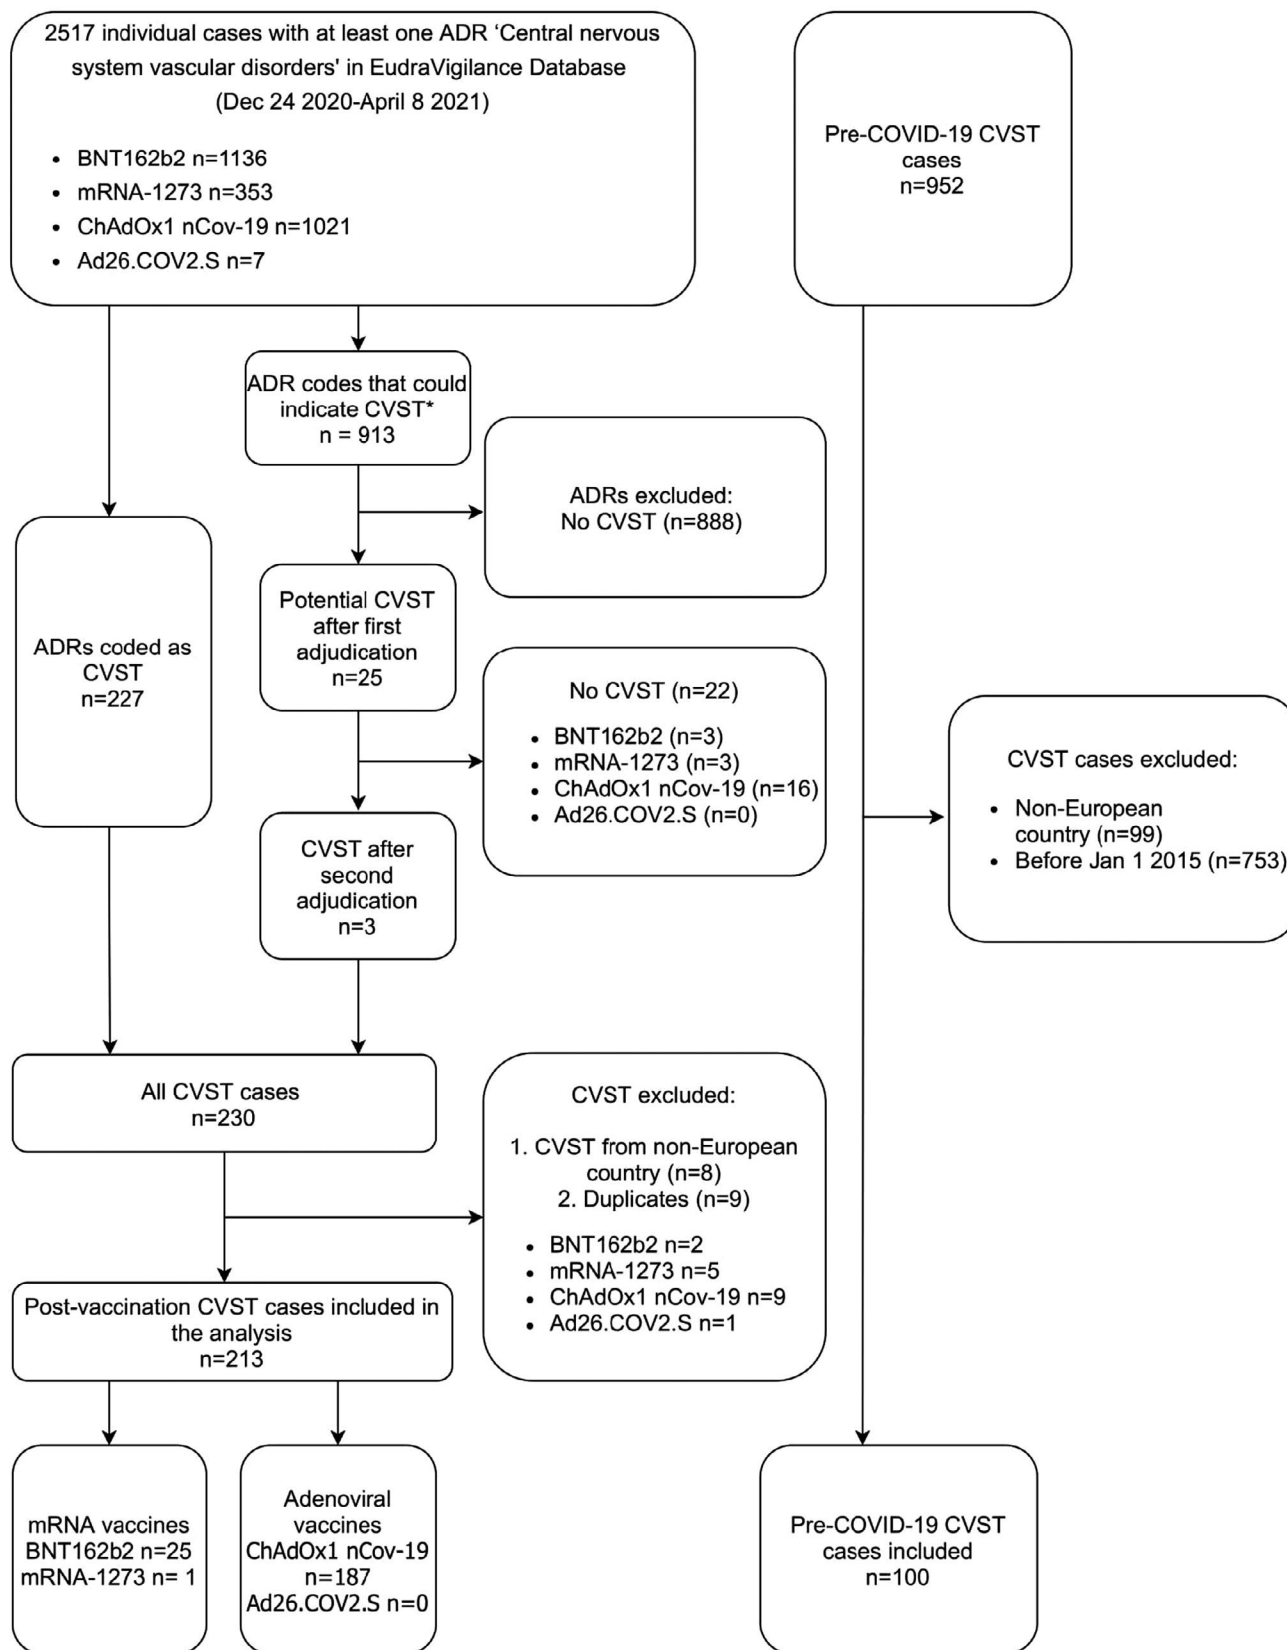 2517 individual cases with at least one ADR ‘Central nervous
system vascular disorders' in EudraVigilance Database
(Dec 24 2020-April 8 2021)
• BNT162b2 n=1136
• mRNA-1273 n=353
• ChAdOx1 nCov-19 n=1021
• Ad26.COV2.S n=7
Pre-COVID-19 CVST
cases
n=952
ADR codes that could
indicate CVST*
n = 913
ADRs excluded:
No CVST (n=888)
ADRs coded as
CVST
n=227
Potential CVST
after first
adjudication
n=25
No CVST (n=22)
• BNT162b2 (n=3)
• mRNA-1273 (n=3)
• ChAdOx1 nCov-19 (n=16)
• Ad26.COV2.S (n=0)
CVST cases excluded:
• Non-European
country (n=99)
• Before Jan 1 2015 (n=753)
CVST after
second
adjudication
n=3
All CVST cases
n=230
CVST excluded:
1. CVST from non-European
country (n=8)
2. Duplicates (n=9)
• BNT162b2 n=2
• mRNA-1273 n=5
• ChAdOx1 nCov-19 n=9
• Ad26.COV2.S n=1
Post-vaccination CVST cases included in
the analysis
n=213
mRNA vaccines
BNT162b2 n=25
mRNA-1273 n= 1
Adenoviral
vaccines
ChAdOx1 nCov-19
n=187
Ad26.COV2.S n=0
Pre-COVID-19 CVST
cases included
n=100